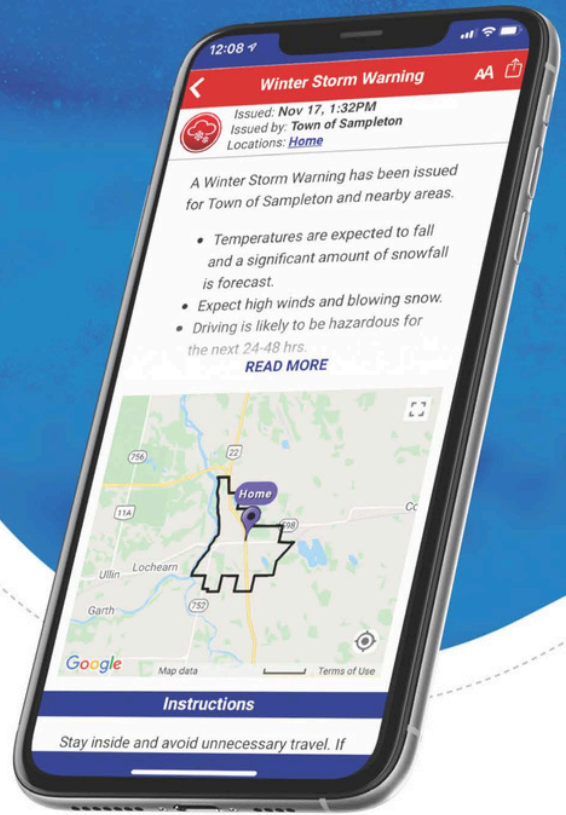 12:08
Winter Storm Warning
AA
Issued: Nov 17, 1:32PM
Issued by: Town of Sampleton
Locations: Home
A Winter Storm Warning has been issued
for Town of Sampleton and nearby areas.
• Temperatures are expected to fall
and a significant amount of snowfall
is forecast.
• Expect high winds and blowing snow.
• Driving is likely to be hazardous for
the next 24-48 hrs.
READ MORE
756
22
Home
11A
598
Co
Ullin
Lochearn
Garth
752
Google
Map data
Terms of Use
Instructions
Stay inside and avoid unnecessary travel. If